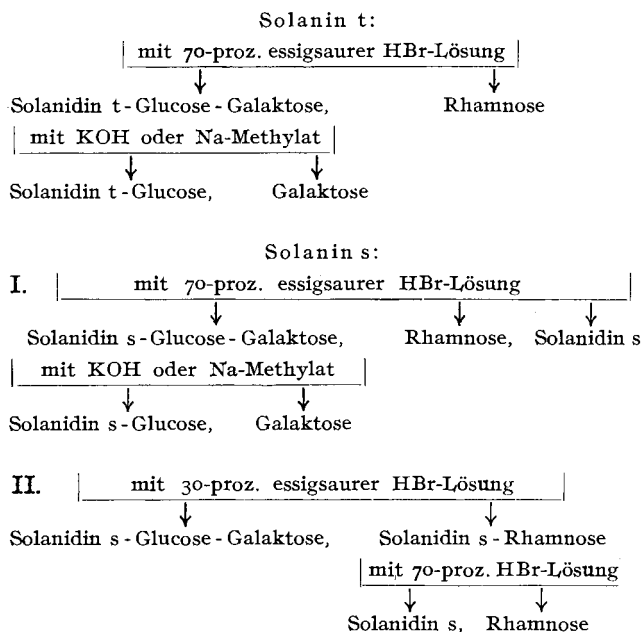 Solanin t:
mit 70-proz. essigsaurer HBr-Lösung
Solanidin t-Glucose-Galaktose, Rhamnose
mit KOH oder Na-Methylat
Solanidin t-Glucose, Galaktose
Solanin s:
I. mit 70-proz. essigsaurer HBr-Lösung
Solanidin s-Glucose-Galaktose, Rhamnose, Solanidin s
mit KOH oder Na-Methylat
Solanidin s-Glucose, Galaktose
II. mit 30-proz. essigsaurer HBr-Lösung
Solanidin s-Glucose-Galaktose, Solanidin s-Rhamnose
mit 70-proz. HBr-Lösung
Solanidin s, Rhamnose